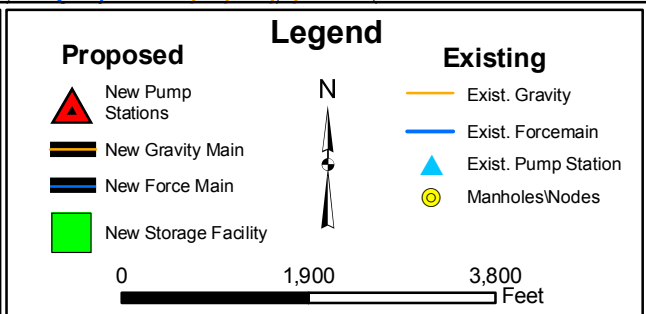 Legend
Proposed
New Pump
Stations
New Gravity Main
New Force Main
New Storage Facility
N
Existing
Exist. Gravity
Exist. Forcemain
Exist. Pump Station
Manholes\Nodes
0 1,900 3,800
Feet